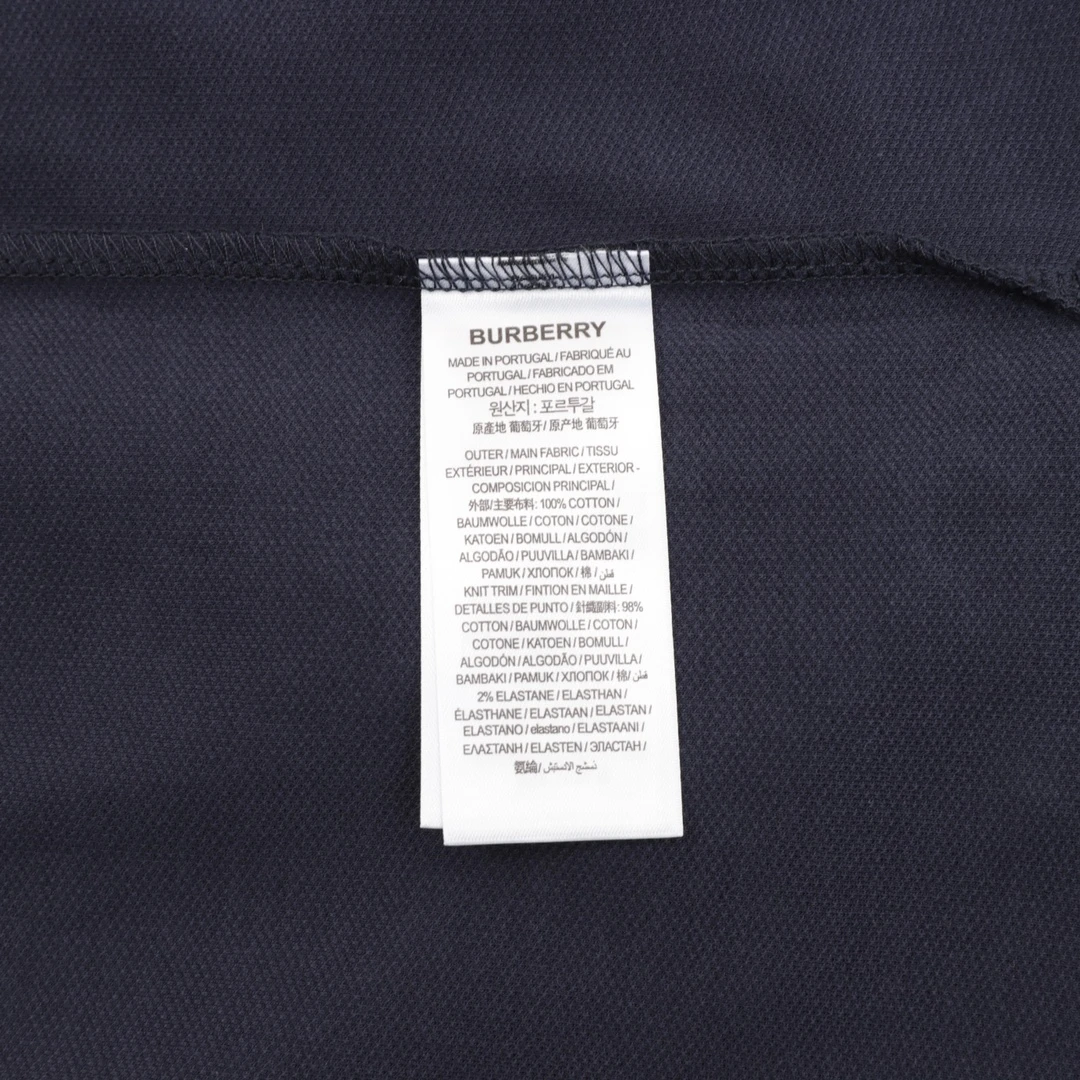 BURBERRY
MADE IN PORTUGAL / FABRIQUÉ AU
PORTUGAL / FABRICADO EM
PORTUGAL / HECHO EN PORTUGAL
원산지 : 포르투갈
原產地 葡萄牙/ 原产地 葡萄牙
OUTER / MAIN FABRIC / TISSU
EXTÉRIEUR / PRINCIPAL / EXTERIOR -
COMPOSICION PRINCIPAL /
外部/主要布料: 100% COTTON /
BAUMWOLLE / COTON / COTONE /
KATOEN / BOMULL / ALGODÓN /
ALGODÃO / PUUVILLA / BAMBAKI /
PAMUK / ХЛОПОК / 棉 / قطن
KNIT TRIM / FINTION EN MAILLE /
DETALLES DE PUNTO / 針織副料: 98%
COTTON / BAUMWOLLE / COTON /
COTONE / KATOEN / BOMULL /
ALGODÓN / ALGODÃO / PUUVILLA /
BAMBAKI / PAMUK / ХЛОПОК / 棉/ قطن
2% ELASTANE / ELASTHAN /
ÉLASTHANE / ELASTAAN / ELASTAN /
ELASTANO / elastano / ELASTAANI /
ΕΛΑΣΤΑΝΗ / ELASTEN / ЭЛАСТАН /
氨綸/